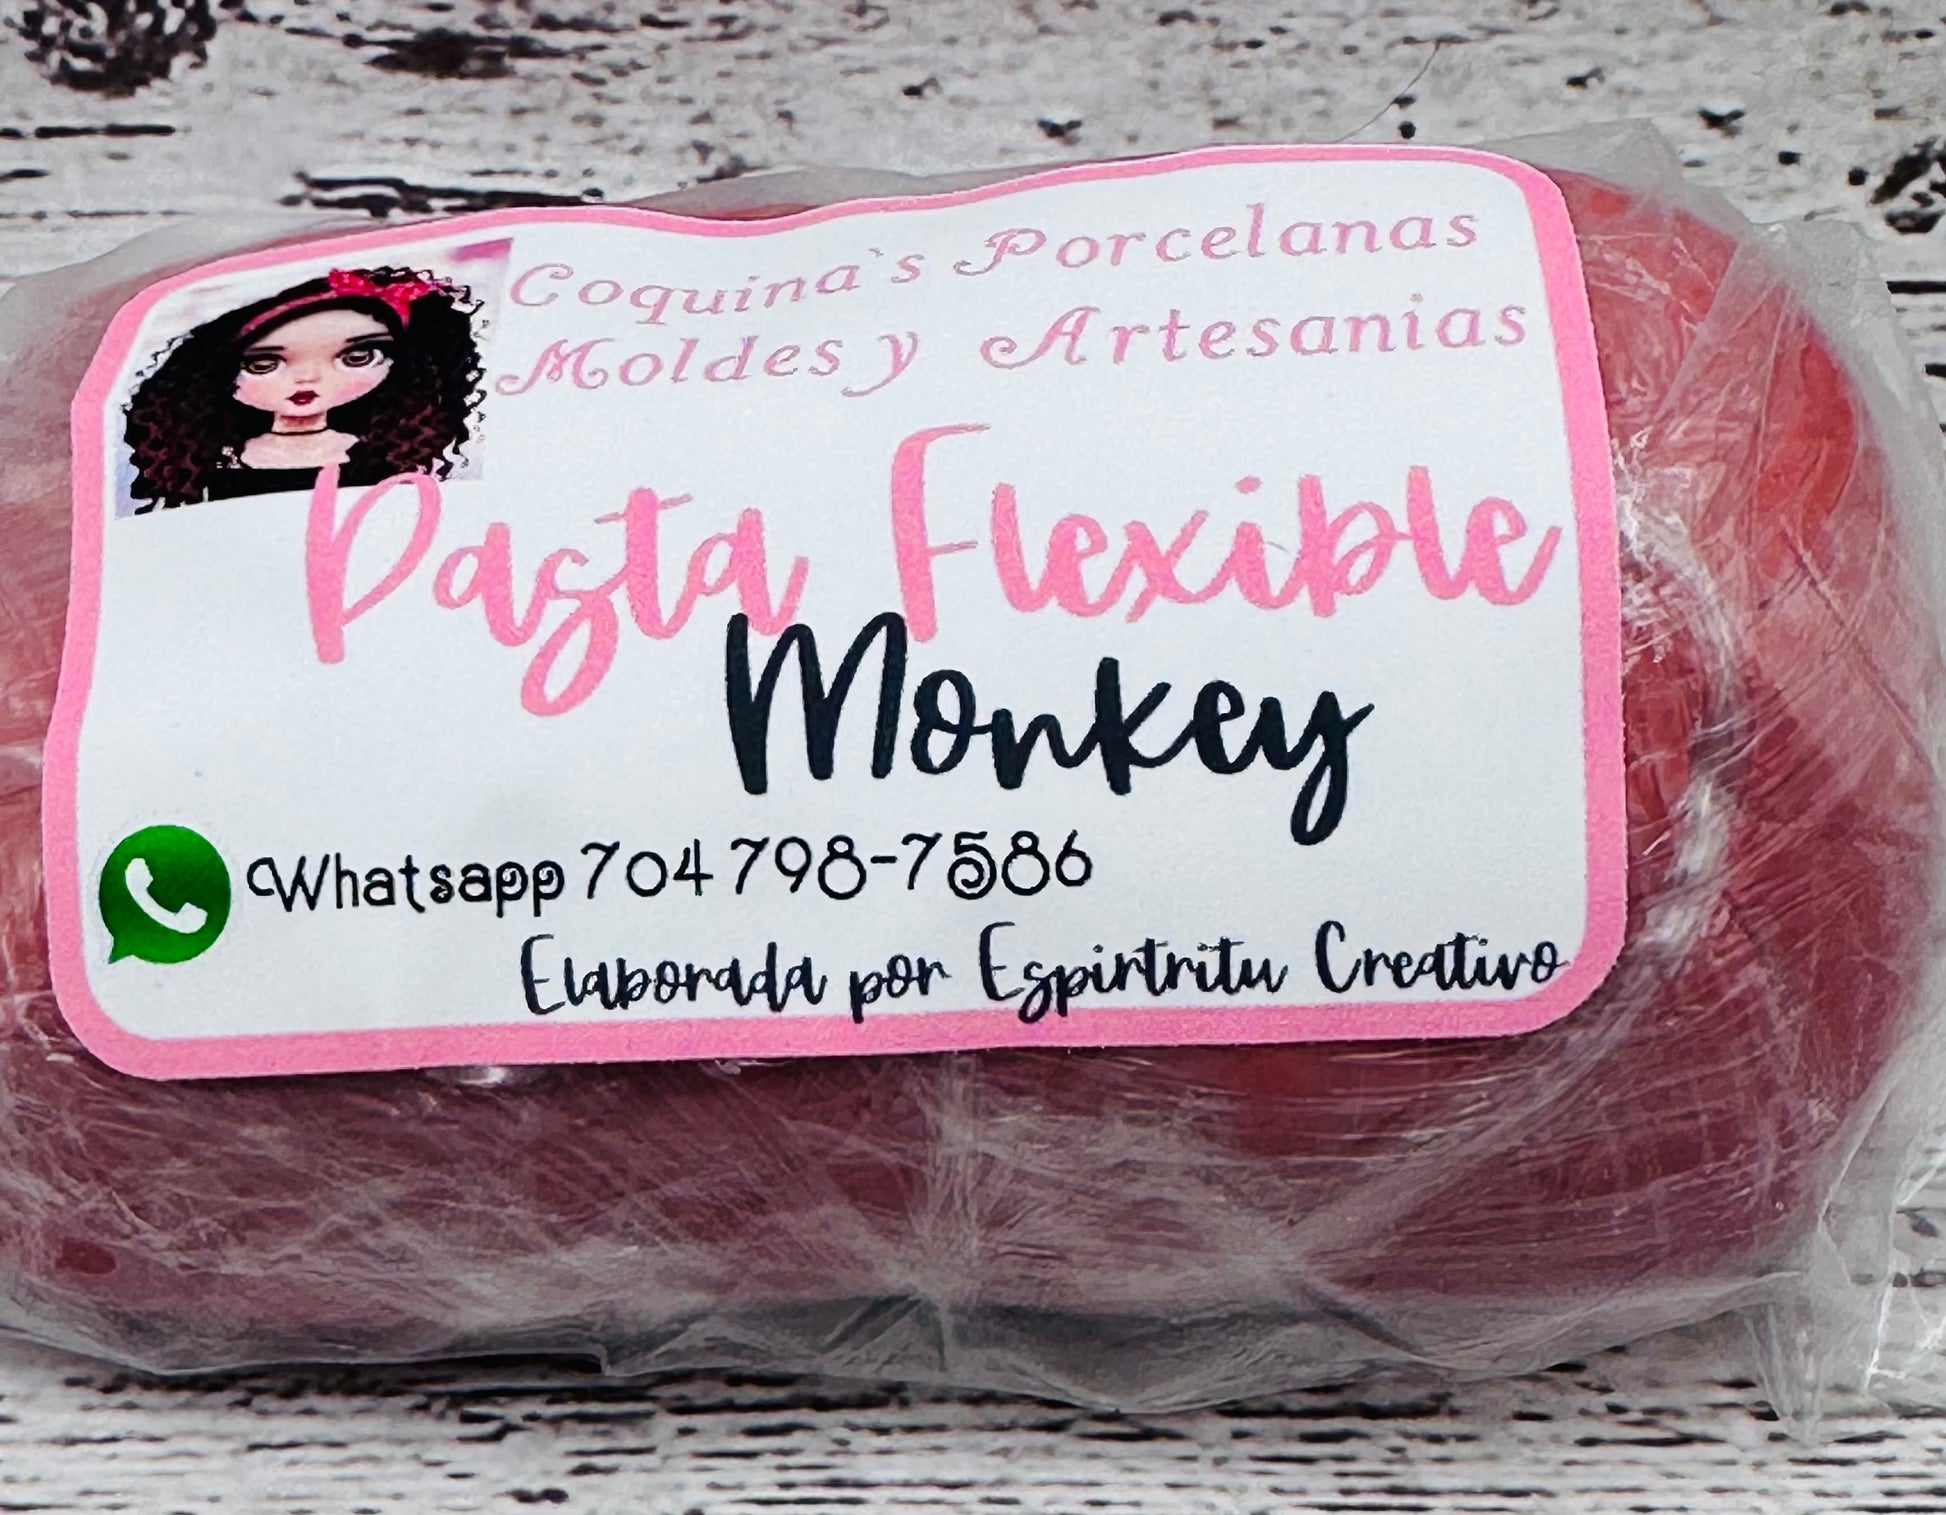 Coquina`s Porcelanas
Moldes y Artesanias
Pasta Flexible
Monkey
Whatsapp 704 798-7586
Elaborada por Espirtritu Creativo